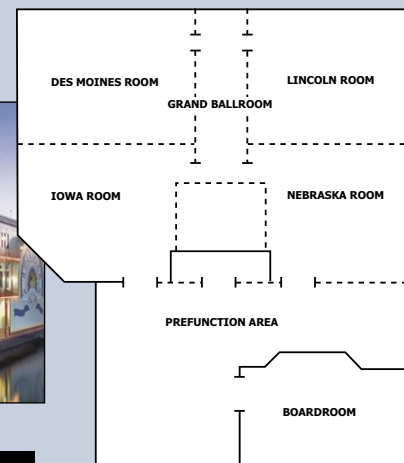 DES MOINES ROOM
LINCOLN ROOM
GRAND BALLROOM
IOWA ROOM
NEBRASKA ROOM
PREFUNCTION AREA
BOARDROOM